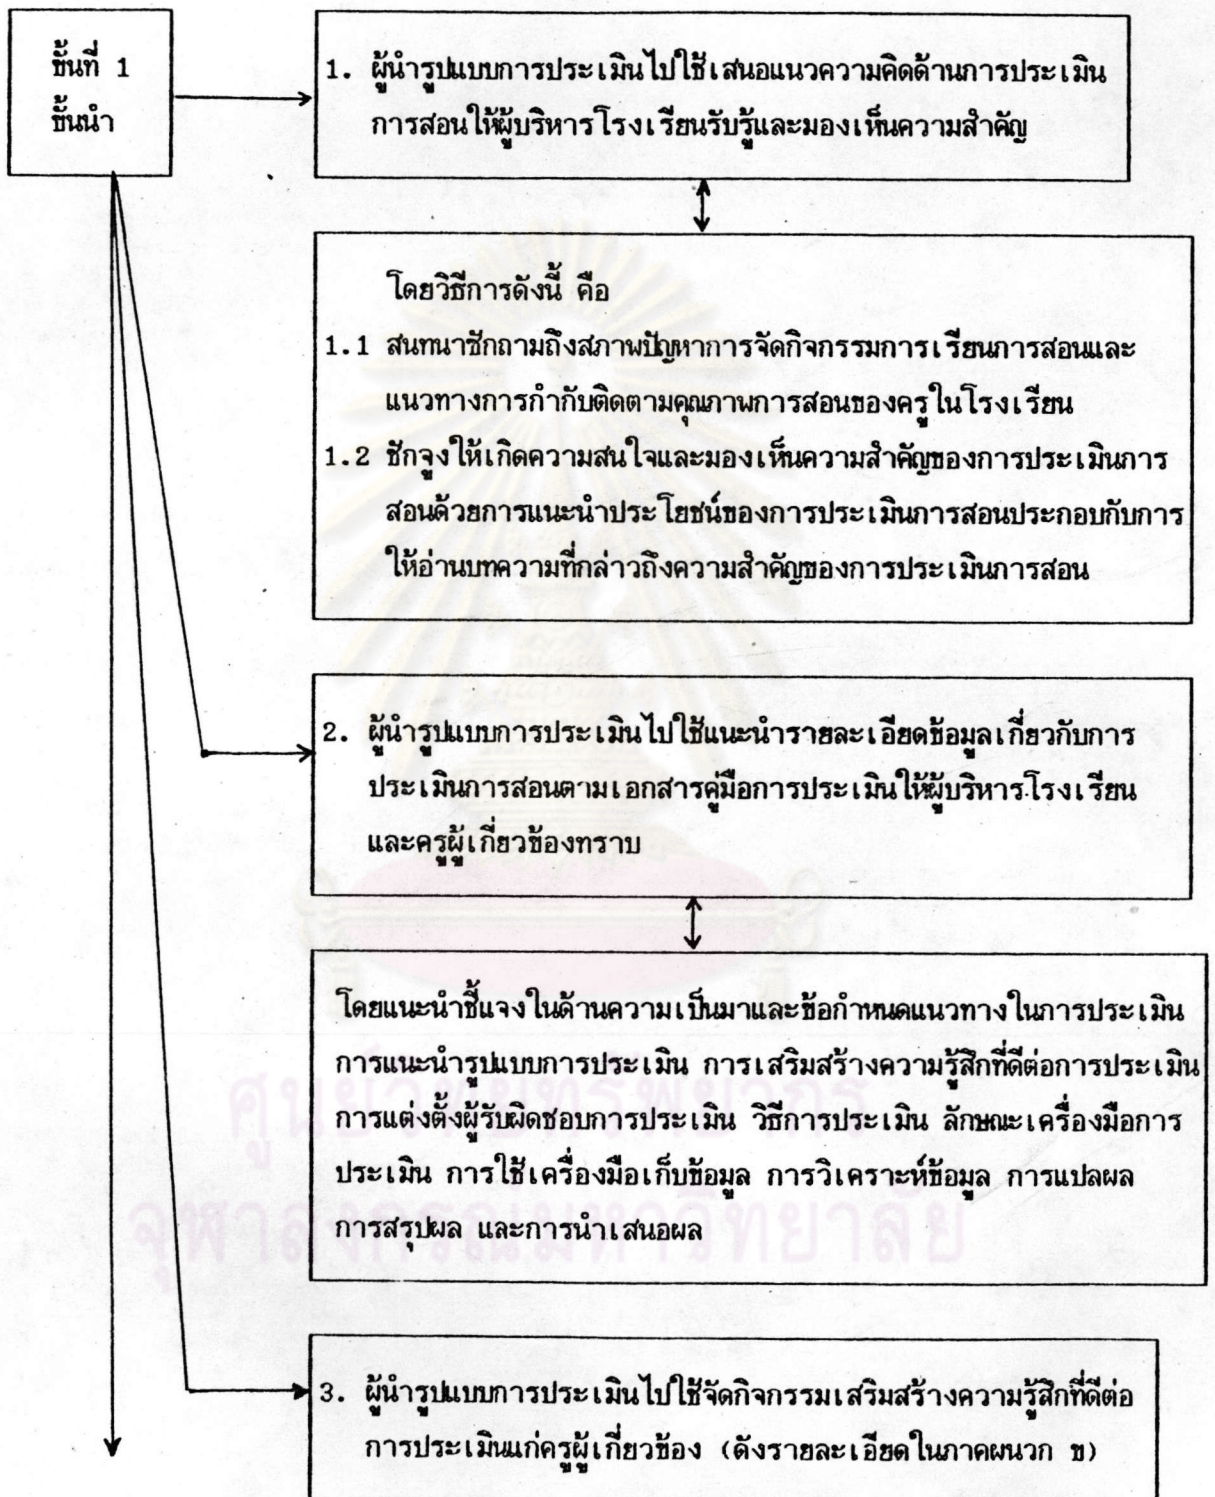 ขั้นที่ 1
ขั้นนำ
1. ผู้นำรูปแบบการประเมินไปใช้เสนอแนวความคิดด้านการประเมิน
การสอนให้ผู้บริหารโรงเรียนรับรู้และมองเห็นความสำคัญ
โดยวิธีการดังนี้ คือ
1.1 สนทนาซักถามถึงสภาพปัญหาการจัดกิจกรรมการเรียนการสอนและ
แนวทางการกำกับติดตามคุณภาพการสอนของครูในโรงเรียน
1.2 ชักจูงให้เกิดความสนใจและมองเห็นความสำคัญของการประเมินการ
สอนด้วยการแนะนำประโยชน์ของการประเมินการสอนประกอบกับการ
ให้อ่านบทความที่กล่าวถึงความสำคัญของการประเมินการสอน
2. ผู้นำรูปแบบการประเมินไปใช้แนะนำรายละเอียดข้อมูลเกี่ยวกับการ
ประเมินการสอนตามเอกสารคู่มือการประเมินให้ผู้บริหารโรงเรียน
และครูผู้เกี่ยวข้องทราบ
โดยแนะนำชี้แจงในด้านความเป็นมาและข้อกำหนดแนวทางในการประเมิน
การแนะนำรูปแบบการประเมิน การเสริมสร้างความรู้สึกที่ดีต่อการประเมิน
การแต่งตั้งผู้รับผิดชอบการประเมิน วิธีการประเมิน ลักษณะเครื่องมือการ
ประเมิน การใช้เครื่องมือเก็บข้อมูล การวิเคราะห์ข้อมูล การแปลผล
การสรุปผล และการนำเสนอผล
ศูนย์วิทยทรัพยากร
จุฬาลงกรณ์มหาวิทยาลัย
3. ผู้นำรูปแบบการประเมินไปใช้จัดกิจกรรมเสริมสร้างความรู้สึกที่ดีต่อ
การประเมินแก่ครูผู้เกี่ยวข้อง (ดังรายละเอียดในภาคผนวก ข)